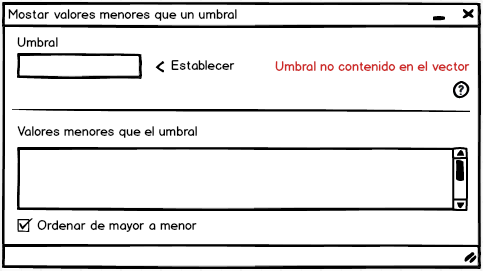 Mostar valores menores que un umbral
Umbral
< Establecer
Umbral no contenido en el vector
?
Valores menores que el umbral
Ordenar de mayor a menor